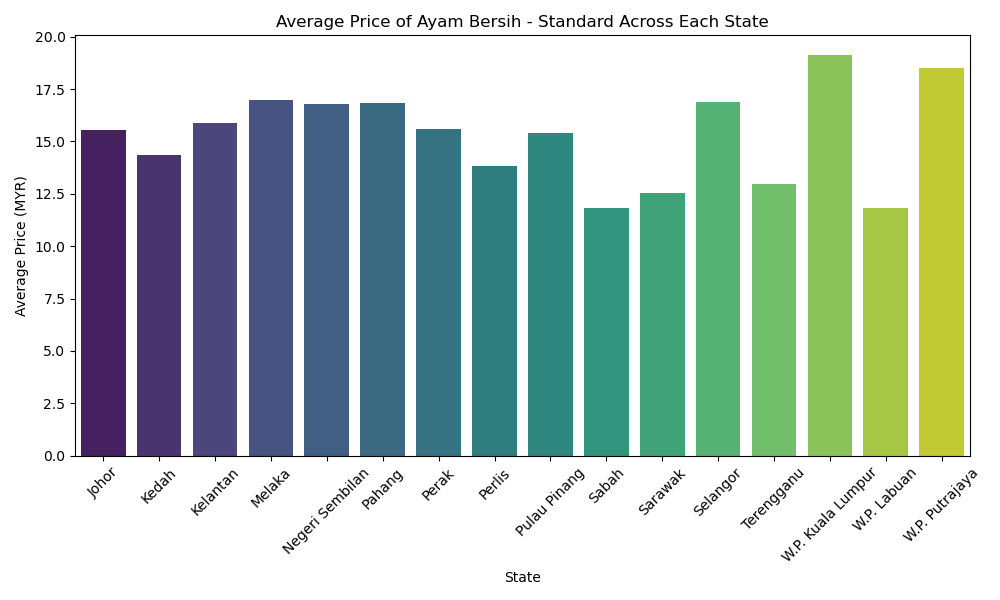 Average Price of Ayam Bersih - Standard Across Each State
Average Price (MYR)
20.0
17.5
15.0
12.5
10.0
7.5
5.0
2.5
0.0
Johor
Kedah
Kelantan
Melaka
Negeri Sembilan
Pahang
Perak
Perlis
Pulau Pinang
Sabah
Sarawak
Selangor
Terengganu
W.P. Kuala Lumpur
W.P. Labuan
W.P. Putrajaya
State